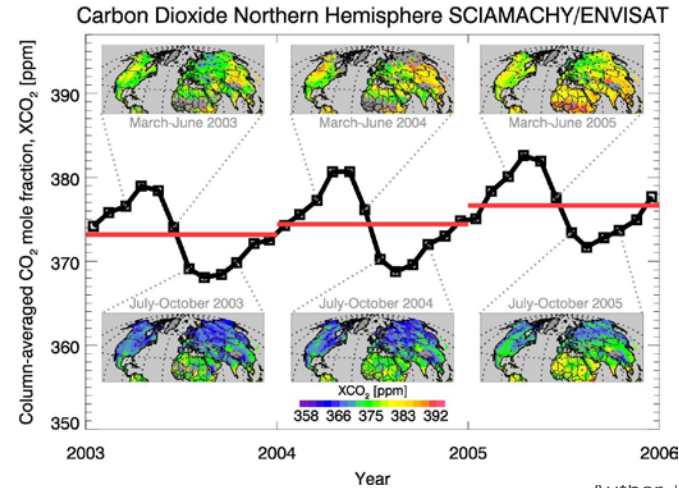 Carbon Dioxide Northern Hemisphere SCIAMACHY/ENVISAT
Column-averaged CO₂ mole fraction, XCO₂ [ppm]
390
380
370
360
350
March-June 2003
March-June 2004
March-June 2005
July-October 2003
July-October 2004
July-October 2005
XCO₂ [ppm]
358 366 375 383 392
2003 2004 2005 2006
Year